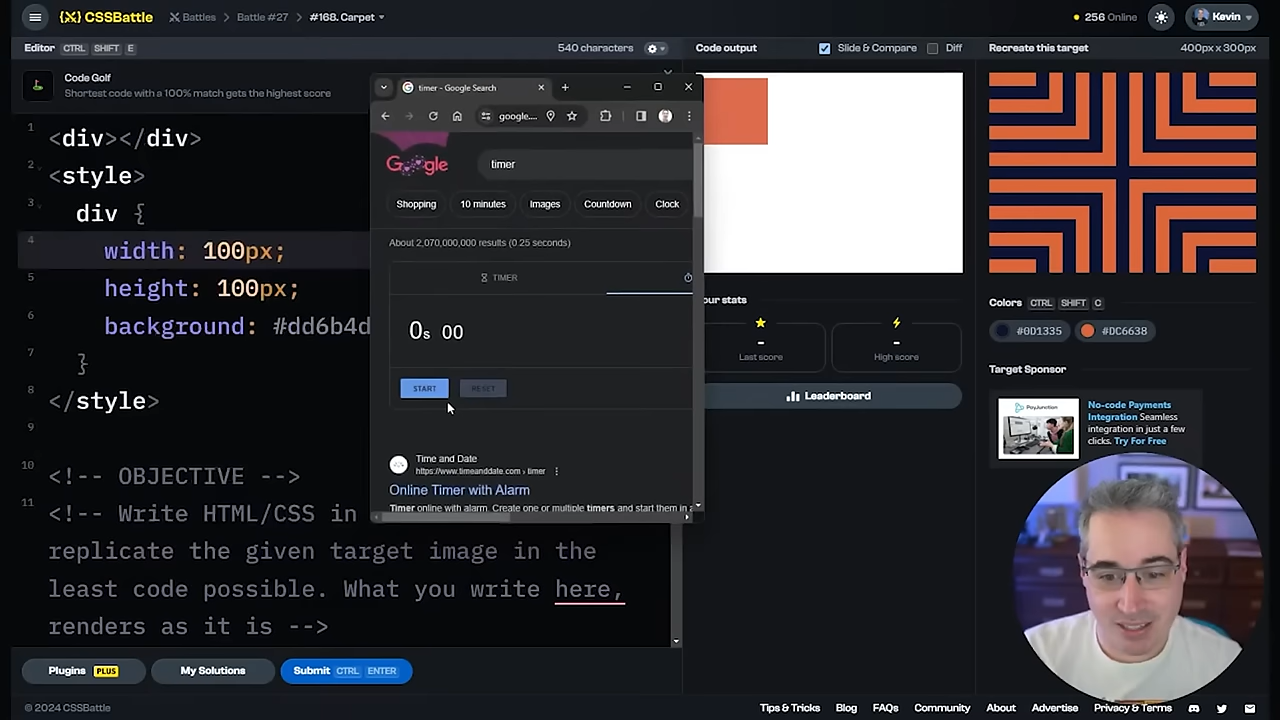 CSSBattle
Battles
Battle #27
#168. Carpet
256 Online
Kevin
Editor CTRL SHIFT E
540 characters
Code output
Slide & Compare
Diff
Recreate this target
400px x 300px
Code Golf
Shortest code with a 100% match gets the highest score
1 <div></div>
2 <style>
3 div {
4 width: 100px;
5 height: 100px;
6 background: #dd6b4d
7 }
8 </style>
9
10 <!-- OBJECTIVE -->
11 <!-- Write HTML/CSS in
replicate the given target image in the
least code possible. What you write here,
renders as it is -->
timer - Google Search
google....
Google
timer
Shopping
10 minutes
Images
Countdown
Clock
About 2,070,000,000 results (0.25 seconds)
TIMER
0s 00
START
RESET
Time and Date
https://www.timeanddate.com › timer
Online Timer with Alarm
Timer online with alarm. Create one or multiple timers and start them in a
our stats
-
Last score
-
High score
Leaderboard
Colors CTRL SHIFT C
#0D1335
#DC6638
Target Sponsor
PayJunction
No-code Payments
Integration Seamless
integration in just a few
clicks. Try For Free
Plugins PLUS
My Solutions
Submit CTRL ENTER
© 2024 CSSBattle
Tips & Tricks
Blog
FAQs
Community
About
Advertise
Privacy & Terms